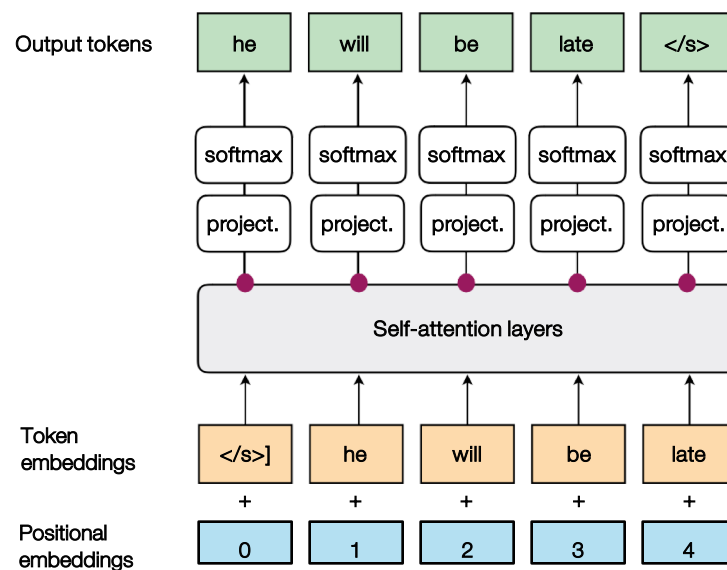 Output tokens he will be late </s>
softmax softmax softmax softmax softmax
project. project. project. project. project.
Self-attention layers
Token
embeddings
</s>] he will be late
+ + + + +
Positional
embeddings
0 1 2 3 4